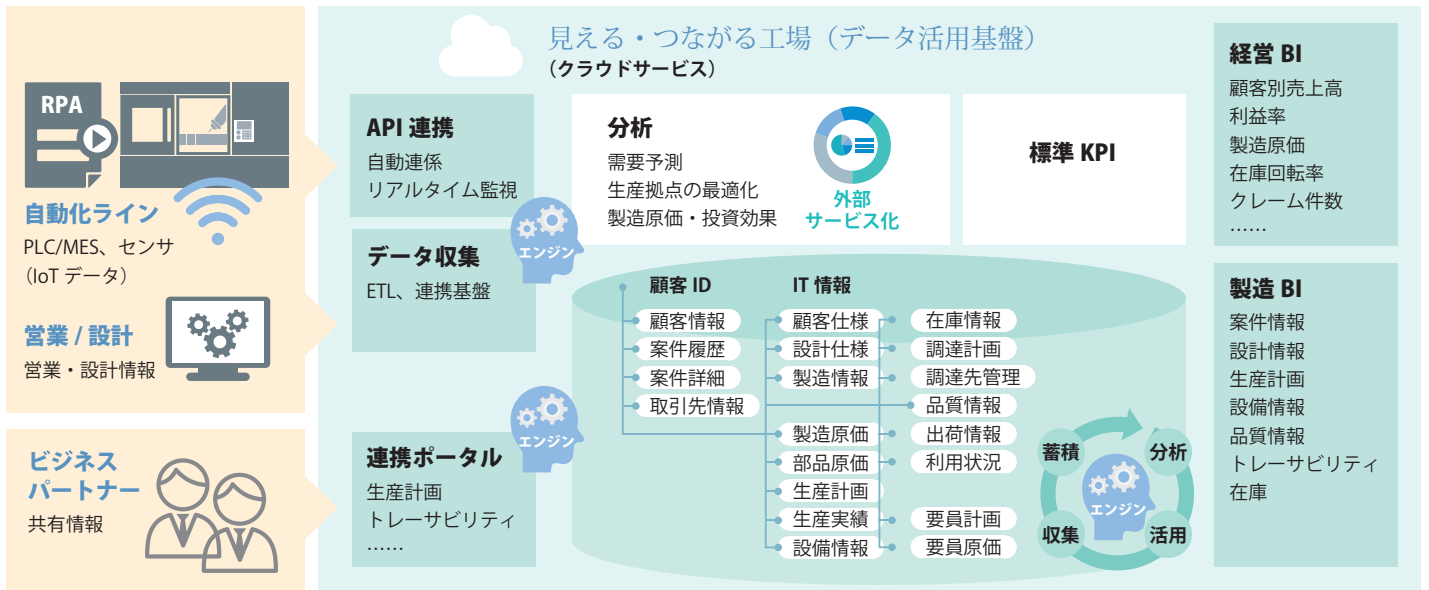 見える・つながる工場（データ活用基盤）
（クラウドサービス）
RPA
自動化ライン
PLC/MES、センサ
（IoT データ）
営業 / 設計
営業・設計情報
ビジネス
パートナー
共有情報
API 連携
自動連係
リアルタイム監視
データ収集
ETL、連携基盤
エンジン
連携ポータル
生産計画
トレーサビリティ
……
エンジン
分析
需要予測
生産拠点の最適化
製造原価・投資効果
外部
サービス化
標準 KPI
顧客 ID
顧客情報
案件履歴
案件詳細
取引先情報
IT 情報
顧客仕様
設計仕様
製造情報
製造原価
部品原価
生産計画
生産実績
設備情報
在庫情報
調達計画
調達先管理
品質情報
出荷情報
利用状況
要員計画
要員原価
蓄積
分析
エンジン
収集
活用
経営 BI
顧客別売上高
利益率
製造原価
在庫回転率
クレーム件数
……
製造 BI
案件情報
設計情報
生産計画
設備情報
品質情報
トレーサビリティ
在庫